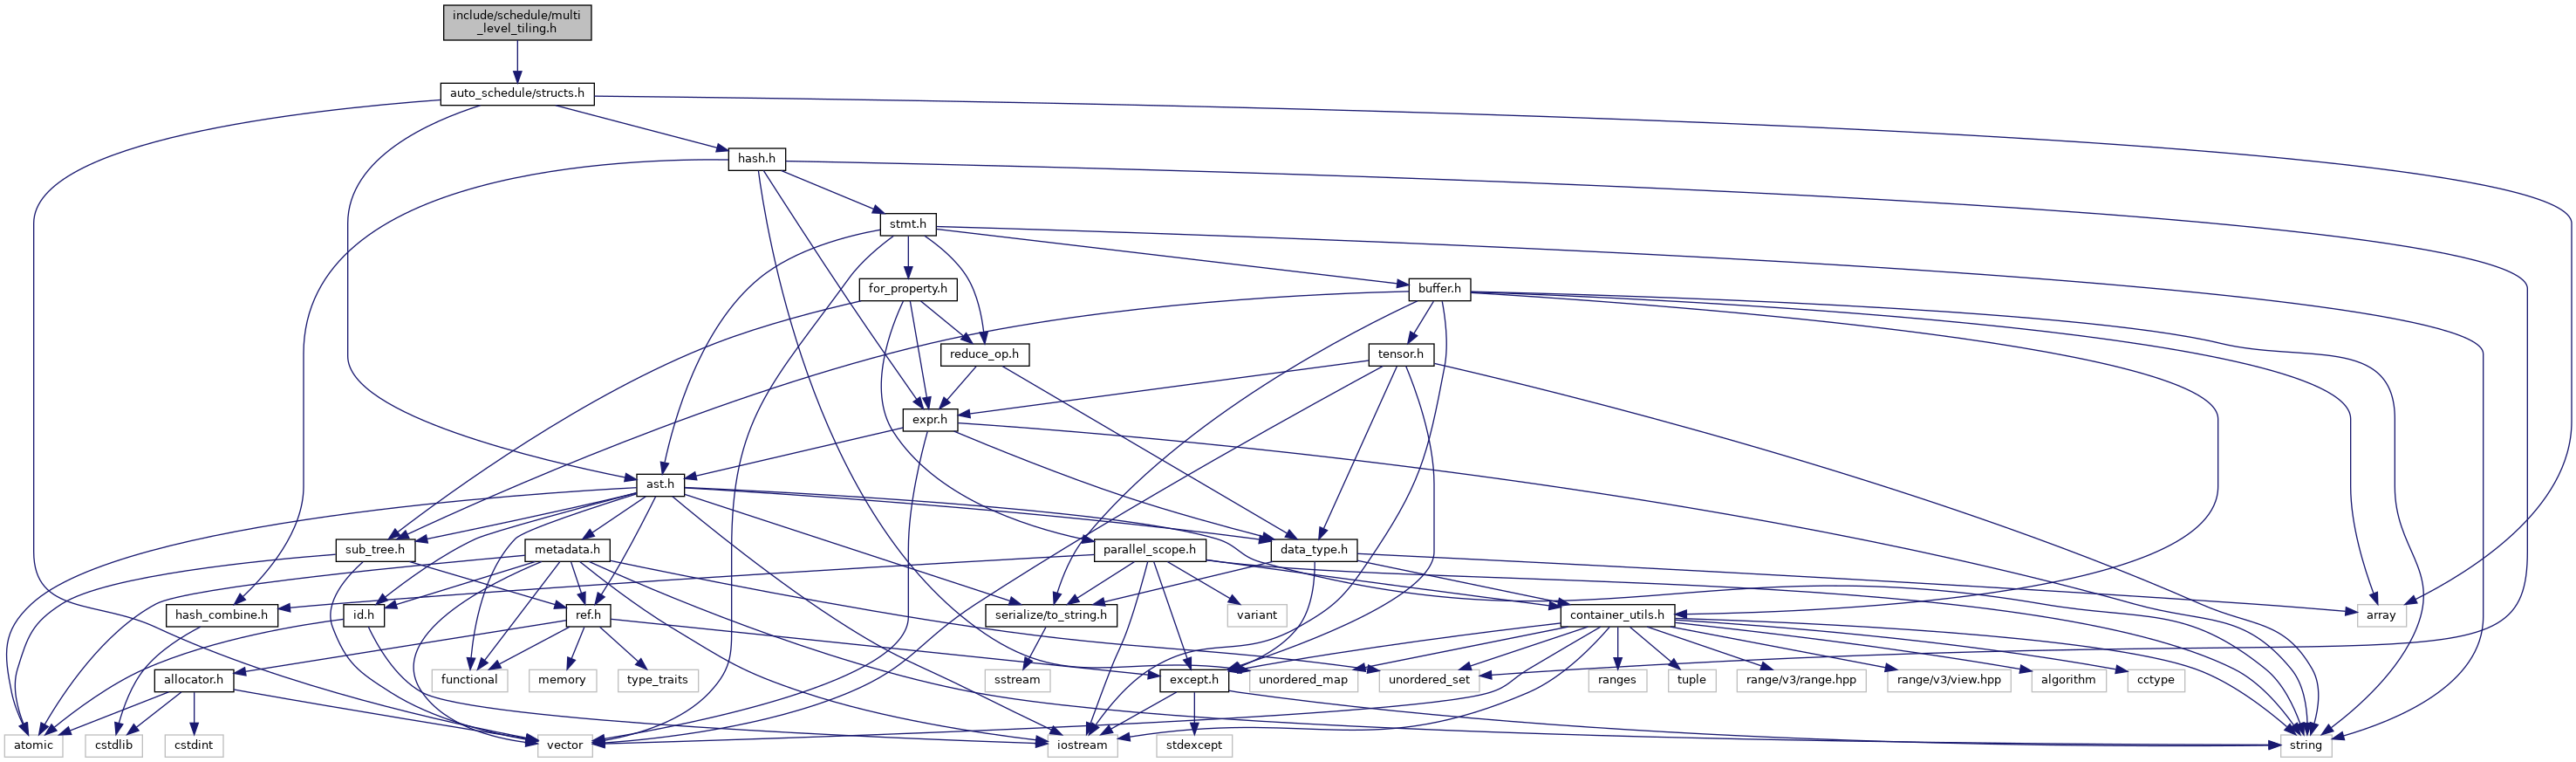 include/schedule/multi
_level_tiling.h
auto_schedule/structs.h
hash.h
stmt.h
for_property.h
buffer.h
reduce_op.h
tensor.h
expr.h
ast.h
sub_tree.h
metadata.h
parallel_scope.h
data_type.h
hash_combine.h
id.h
ref.h
serialize/to_string.h
variant
container_utils.h
array
allocator.h
functional
memory
type_traits
sstream
except.h
unordered_map
unordered_set
ranges
tuple
range/v3/range.hpp
range/v3/view.hpp
algorithm
cctype
atomic
cstdlib
cstdint
vector
iostream
stdexcept
string